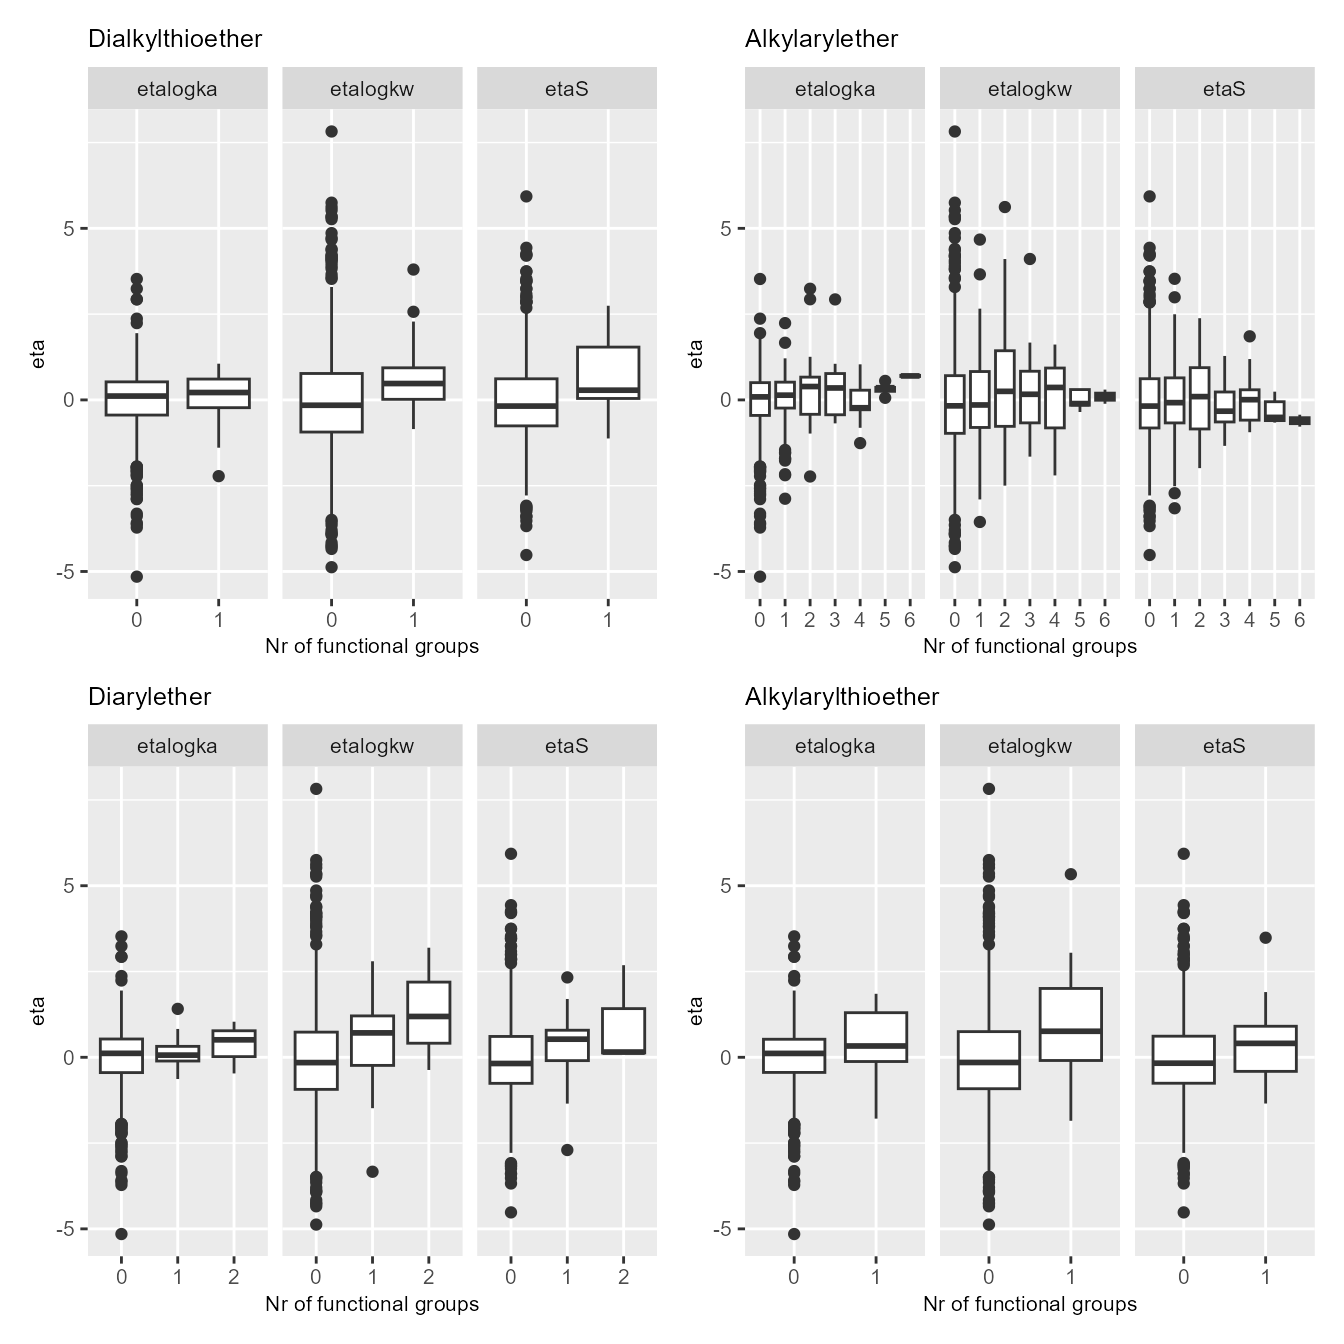 Dialkylthioether
etalogka etalogkw etaS
eta
5
0
-5
0 1 0 1 0 1
Nr of functional groups
Alkylarylether
etalogka etalogkw etaS
eta
5
0
-5
0 1 2 3 4 5 6 0 1 2 3 4 5 6 0 1 2 3 4 5 6
Nr of functional groups
Diarylether
etalogka etalogkw etaS
eta
5
0
-5
0 1 2 0 1 2 0 1 2
Nr of functional groups
Alkylarylthioether
etalogka etalogkw etaS
eta
5
0
-5
0 1 0 1 0 1
Nr of functional groups